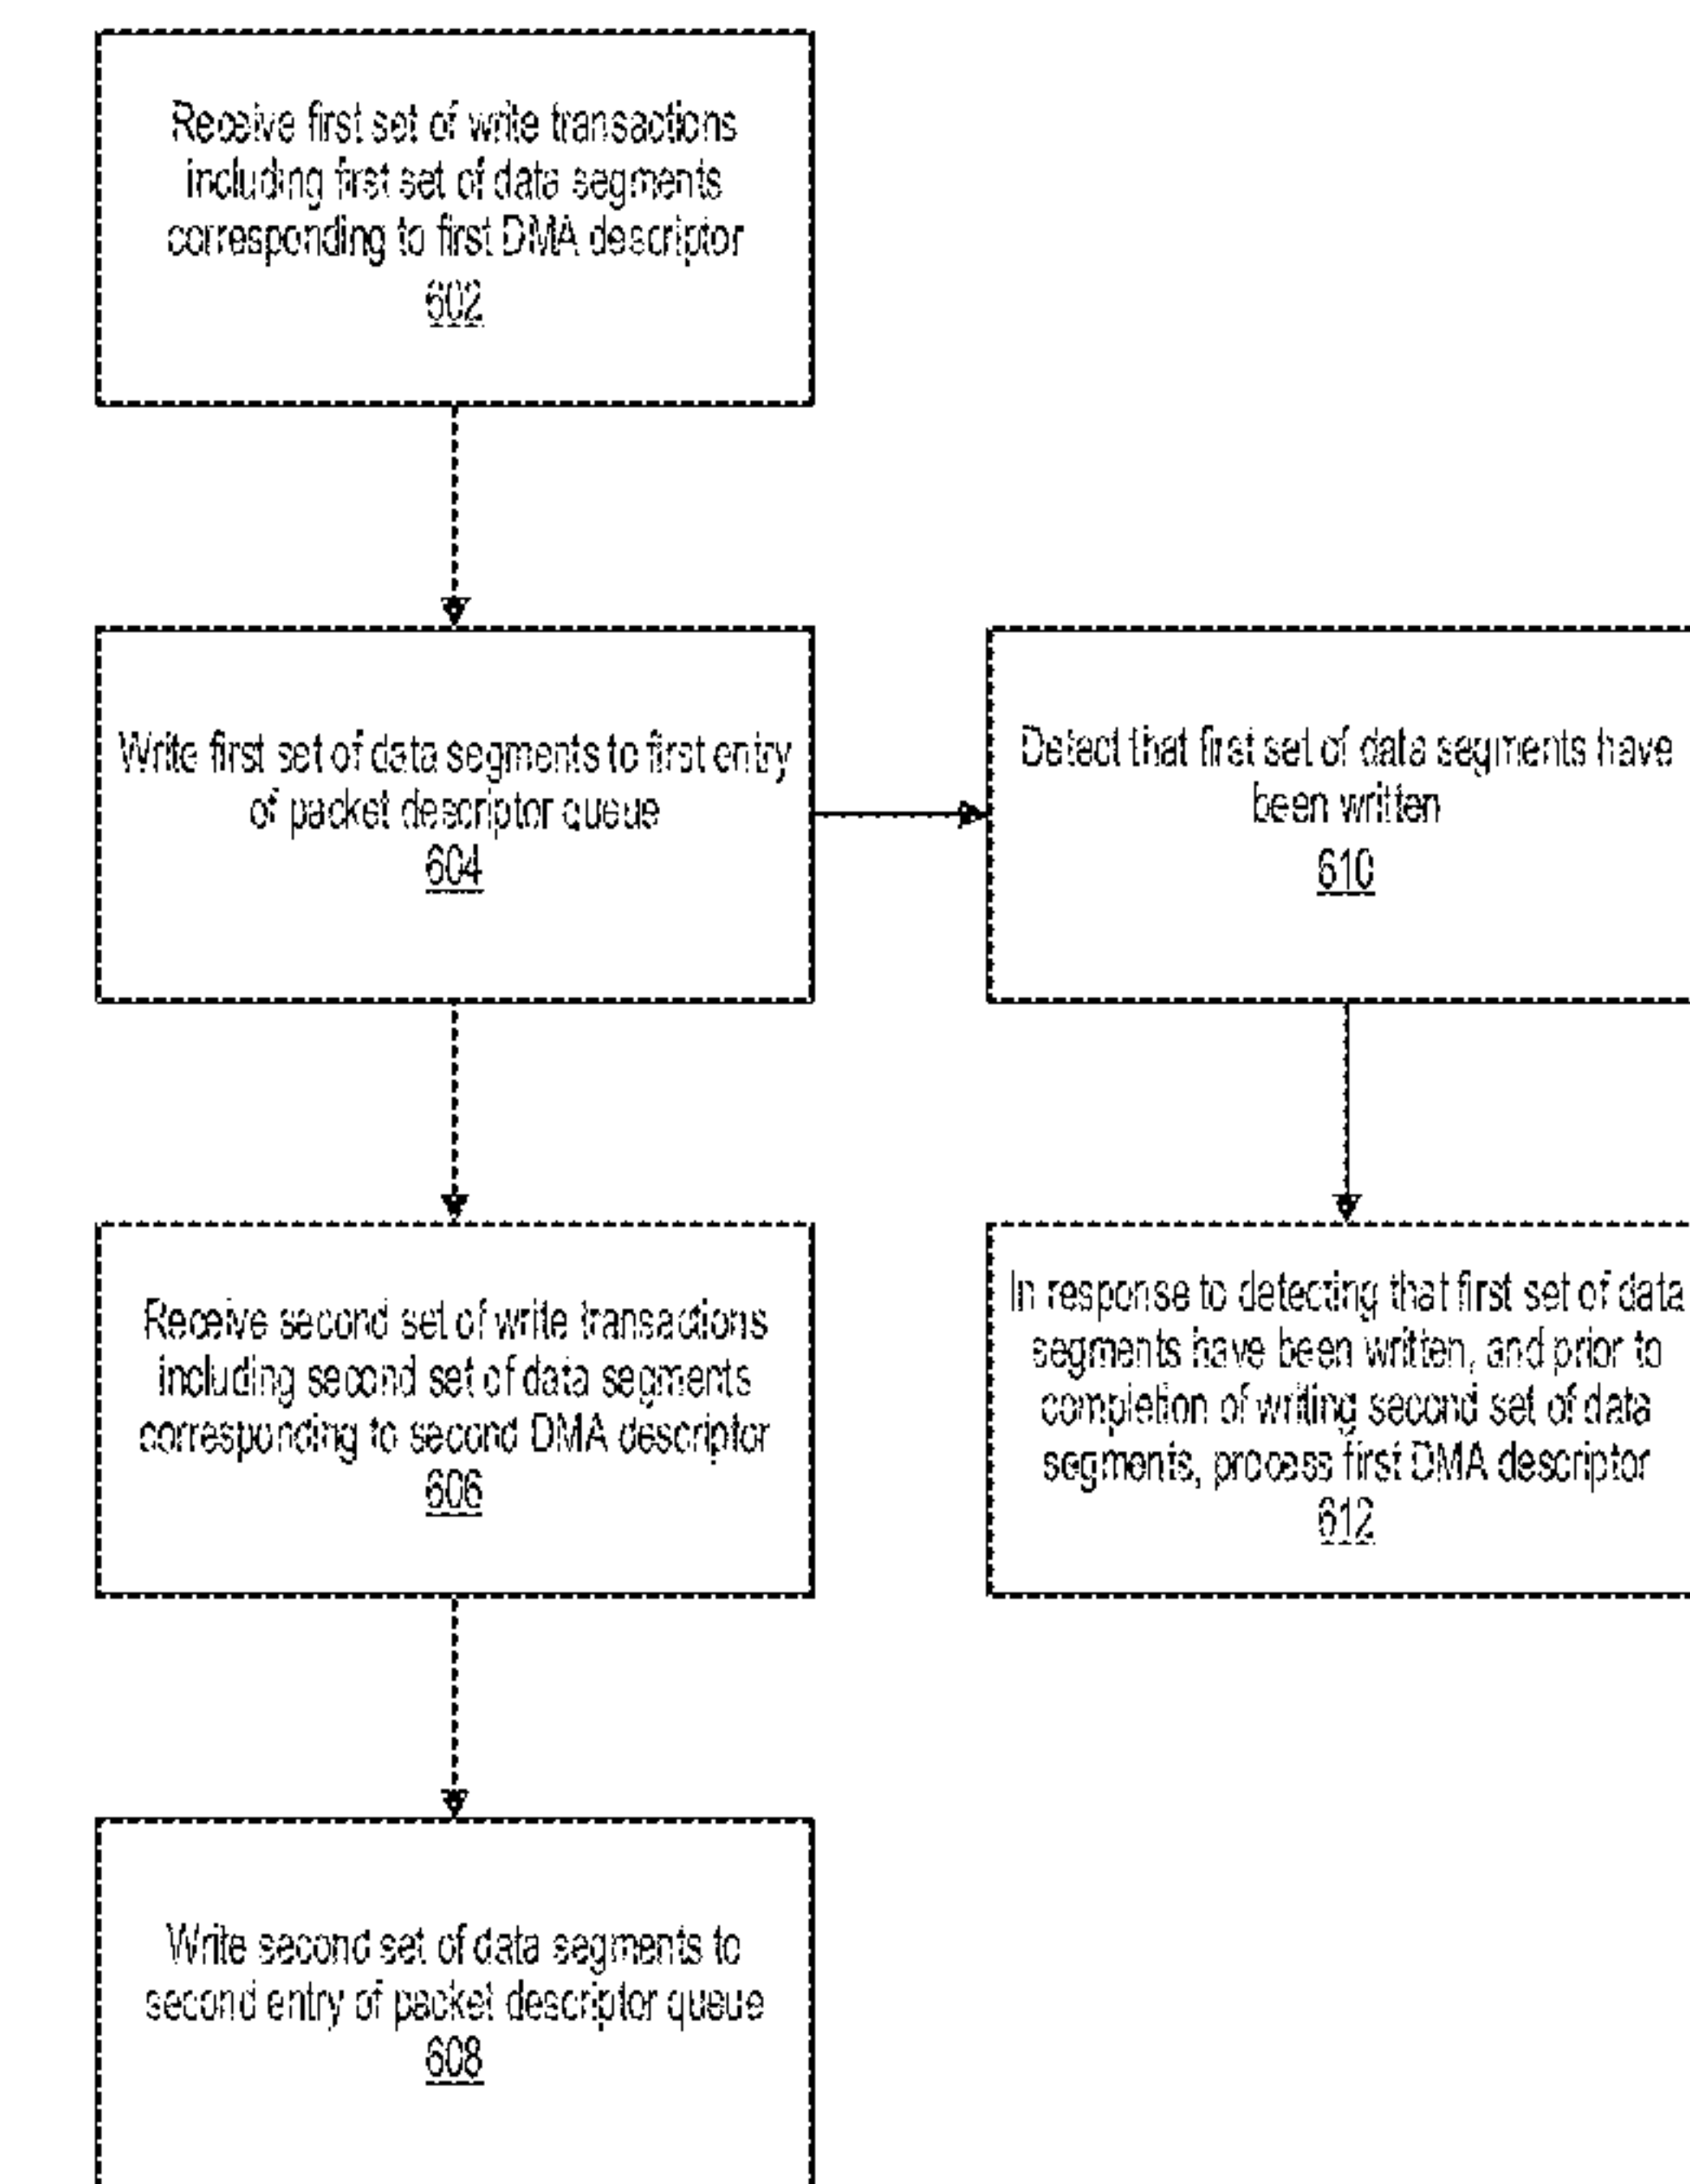 Receive first set of write transactions
including first set of data segments
corresponding to first DMA descriptor
602
Write first set of data segments to first entry
of packet descriptor queue
604
Detect that first set of data segments have
been written
610
Receive second set of write transactions
including second set of data segments
corresponding to second DMA descriptor
606
In response to detecting that first set of data
segments have been written, and prior to
completion of writing second set of data
segments, process first DMA descriptor
612
Write second set of data segments to
second entry of packet descriptor queue
608